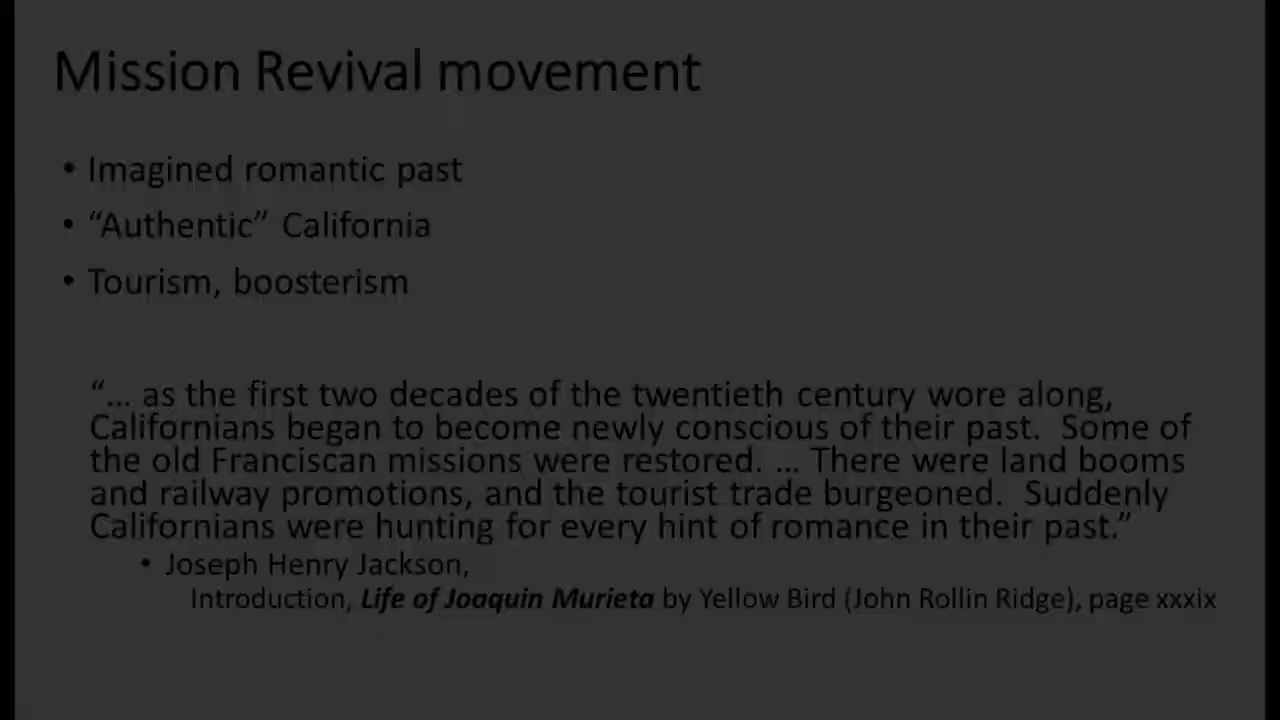 Mission Revival movement
• Imagined romantic past
• “Authentic” California
• Tourism, boosterism
“… as the first two decades of the twentieth century wore along,
Californians began to become newly conscious of their past.  Some of
the old Franciscan missions were restored. … There were land booms
and railway promotions, and the tourist trade burgeoned.  Suddenly
Californians were hunting for every hint of romance in their past.”
• Joseph Henry Jackson,
Introduction, Life of Joaquin Murieta by Yellow Bird (John Rollin Ridge), page xxxix